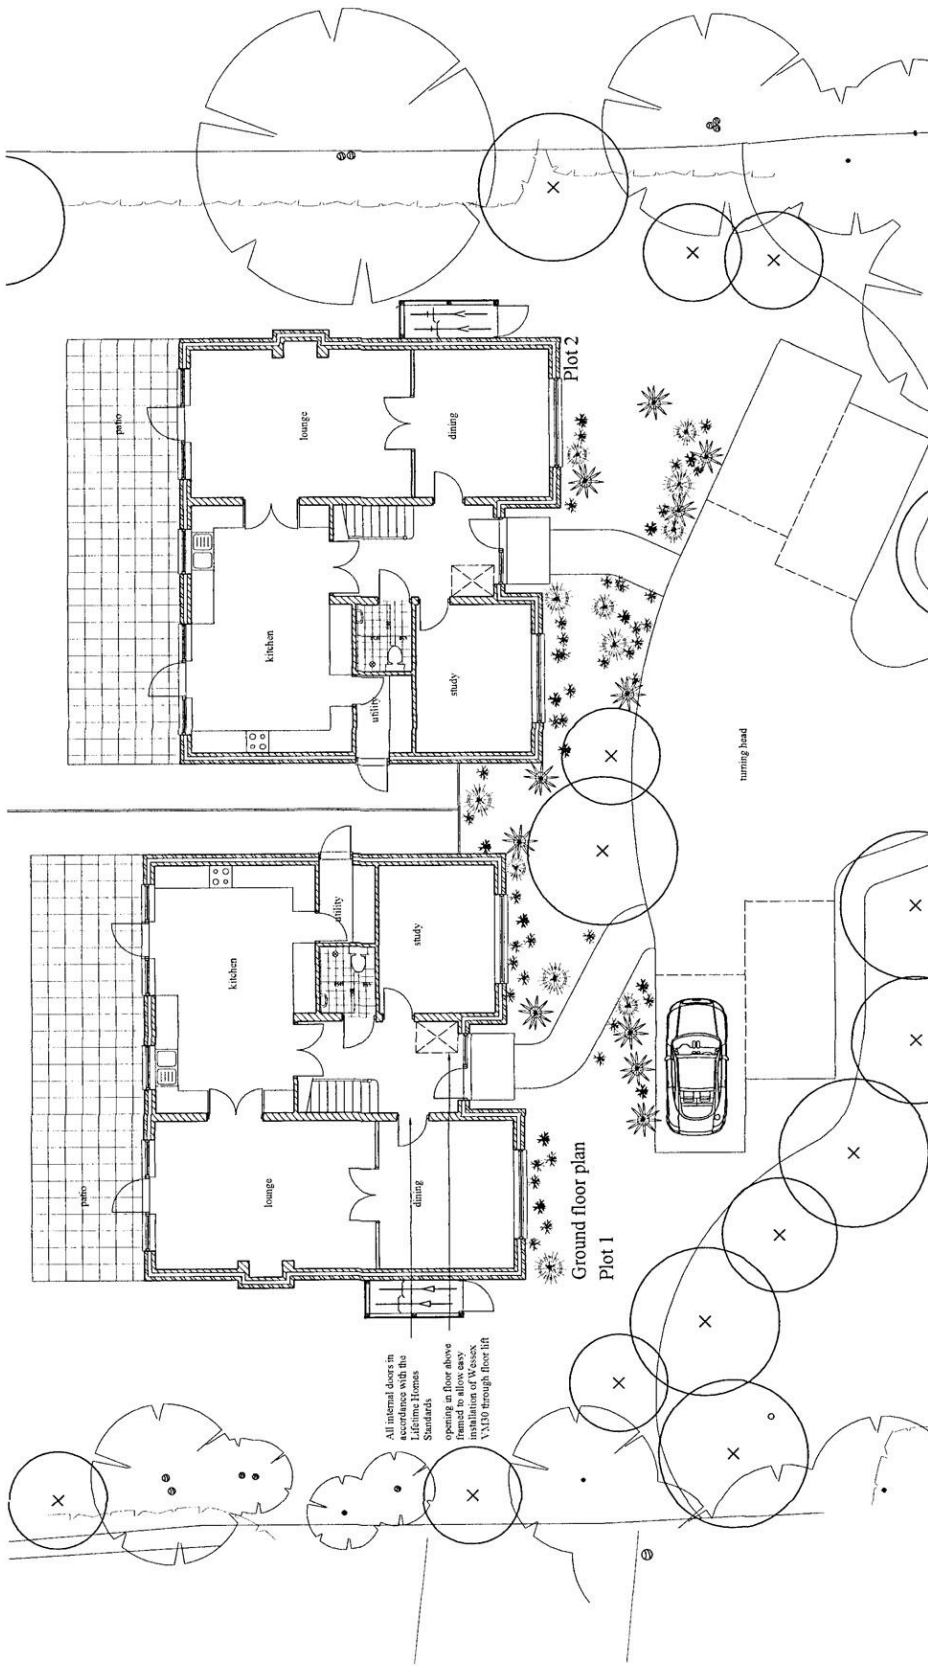 patio
lounge
kitchen
dining
utility
study
Ground floor plan
Plot 1
All internal doors in
accordance with the
Lifetime Homes
Standards
opening in floor above
framed to allow easy
installation of Wessex
VM30 through floor lift
patio
kitchen
lounge
utility
study
dining
Plot 2
turning head